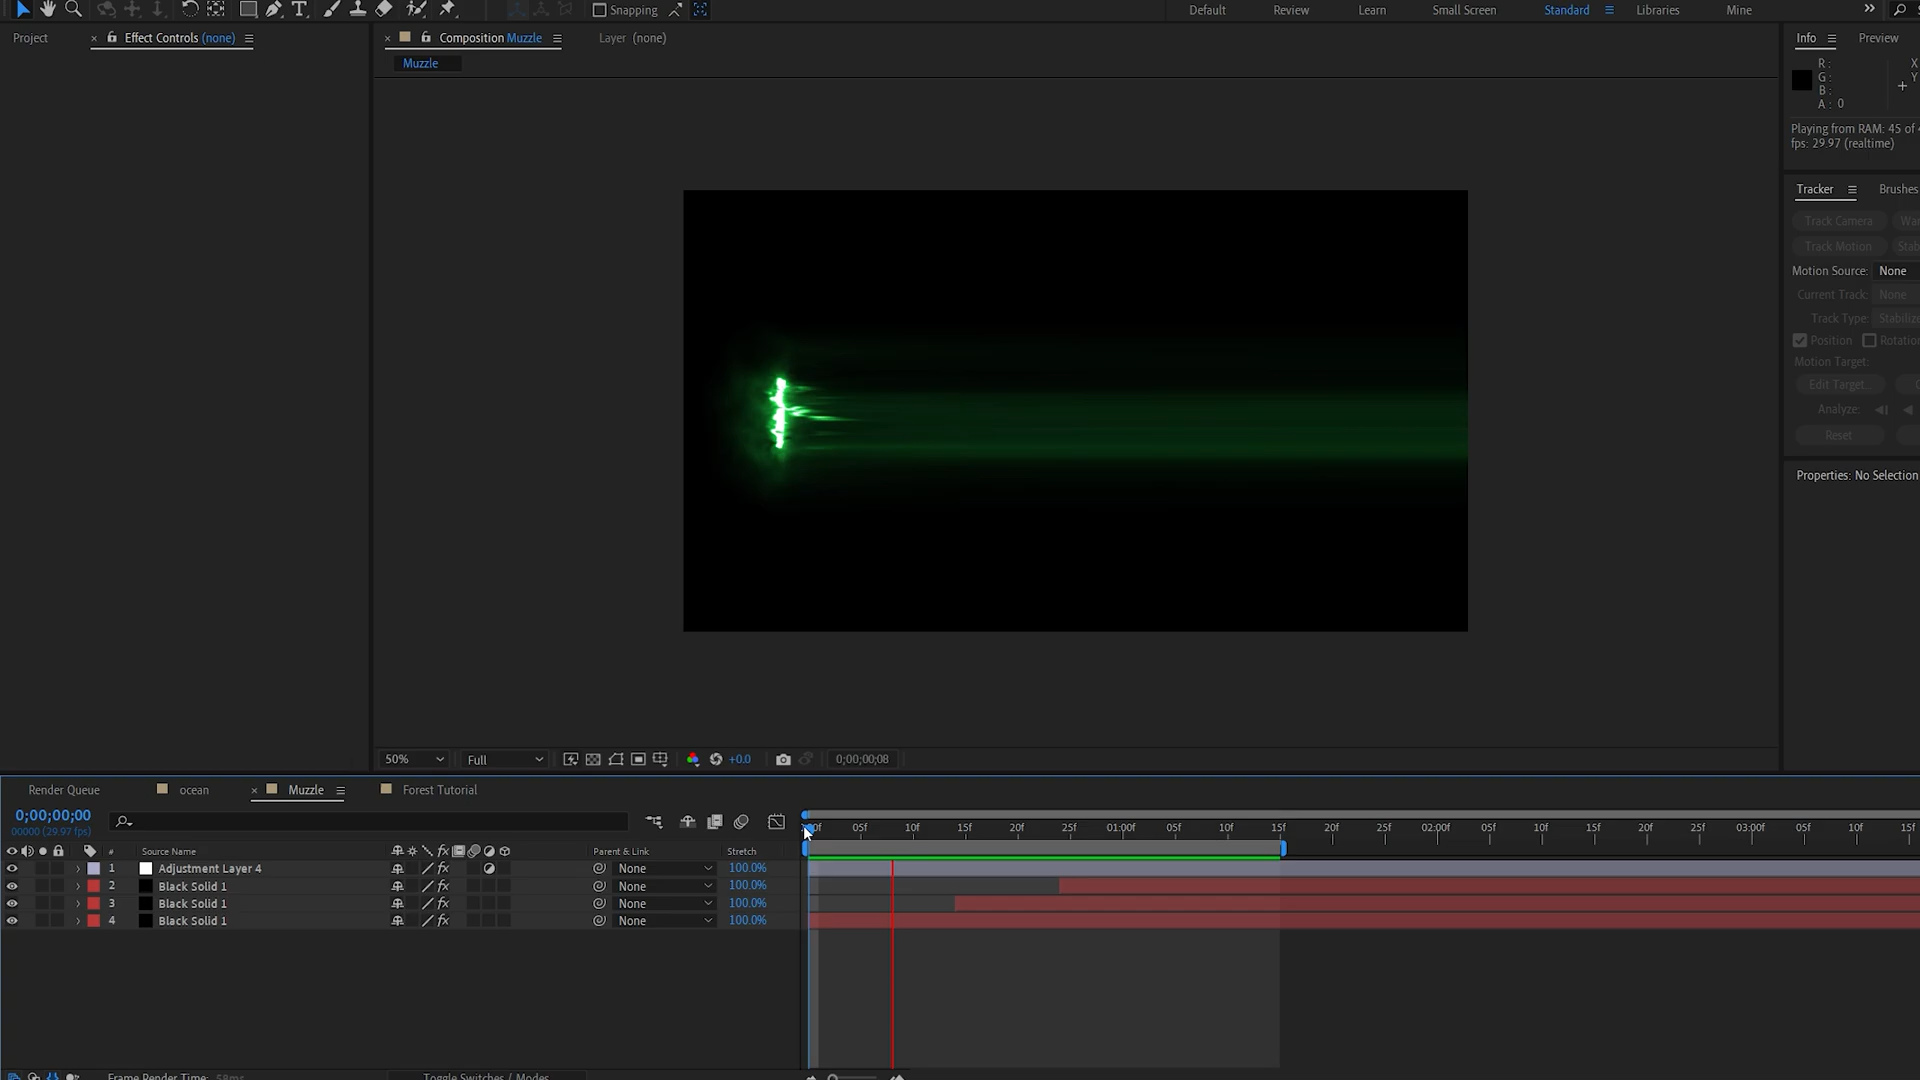 Snapping
Default
Review
Learn
Small Screen
Standard
Libraries
Mine
Project
Effect Controls (none)
Composition Muzzle
Layer (none)
Info
Preview
Muzzle
R :
G :
B :
A : 0
X
Y
Playing from RAM: 45 of
fps: 29.97 (realtime)
Tracker
Brushes
Track Camera
Track Motion
Motion Source: None
Current Track: None
Track Type: Stabilize
Position
Rotation
Motion Target:
Edit Target...
Analyze:
Reset
Properties: No Selection
50%
Full
+0.0
0;00;00;08
Render Queue
ocean
Muzzle
Forest Tutorial
0;00;00;00
00000 (29.97 fps)
05f 10f 15f 20f 25f 01:00f 05f 10f 15f 20f 25f 02:00f 05f 10f 15f 20f 25f 03:00f 05f 10f 15f
# Source Name
Parent & Link
Stretch
1 Adjustment Layer 4 None 100.0%
2 Black Solid 1 None 100.0%
3 Black Solid 1 None 100.0%
4 Black Solid 1 None 100.0%
Frame Render Time: 58ms
Toggle Switches / Modes